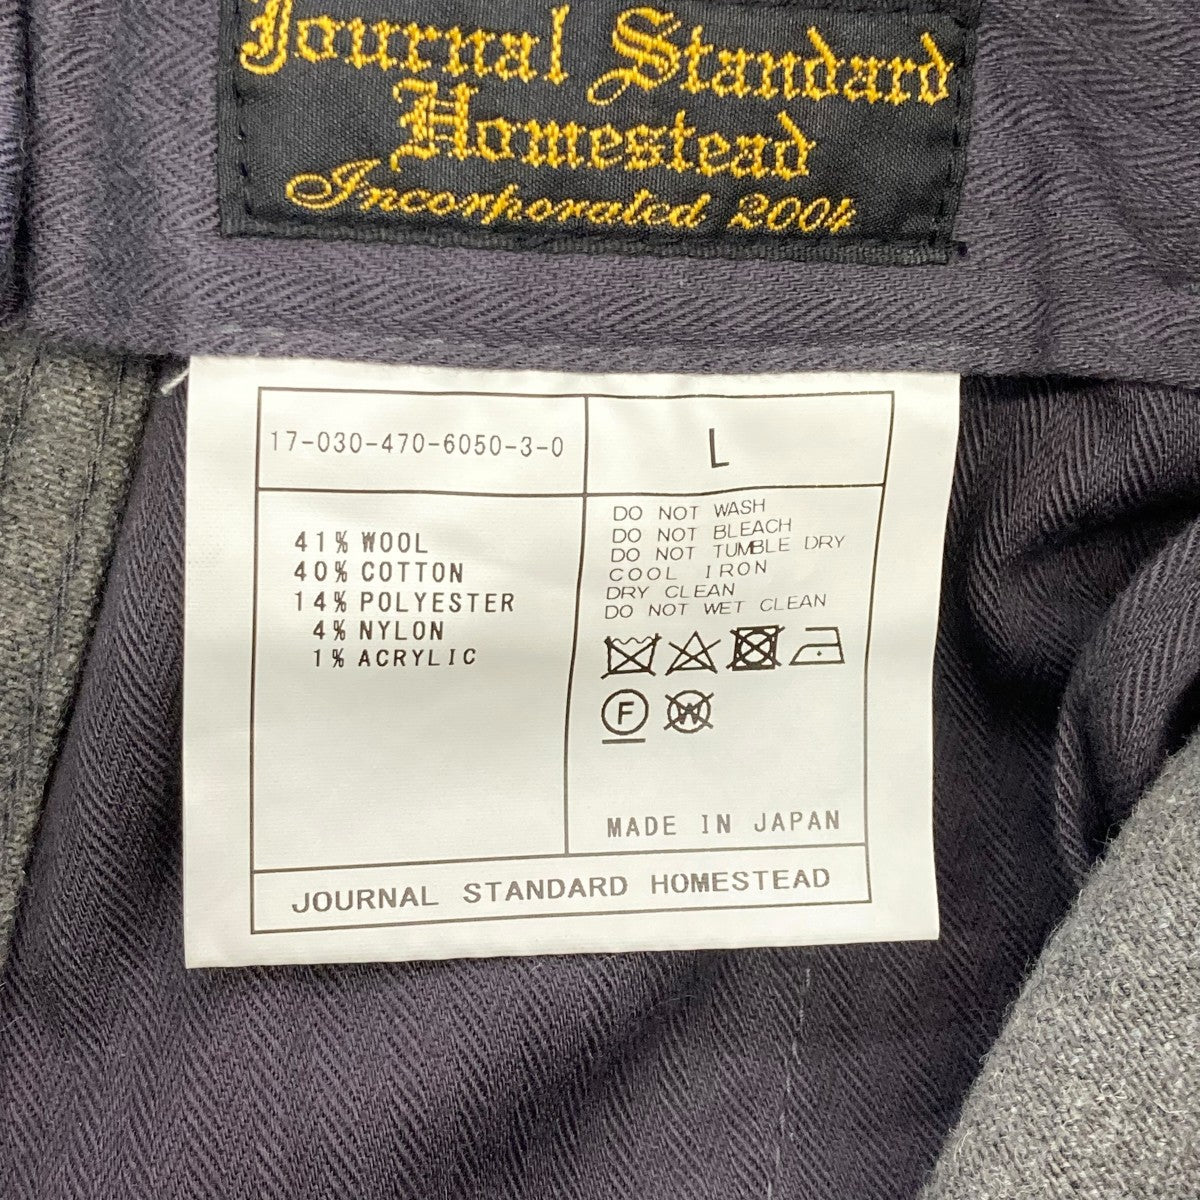 Journal Standard
Homestead
Incorporated 2004
17-030-470-6050-3-0
L
41% WOOL
40% COTTON
14% POLYESTER
4% NYLON
1% ACRYLIC
DO NOT WASH
DO NOT BLEACH
DO NOT TUMBLE DRY
COOL IRON
DRY CLEAN
DO NOT WET CLEAN
F W
MADE IN JAPAN
JOURNAL STANDARD HOMESTEAD